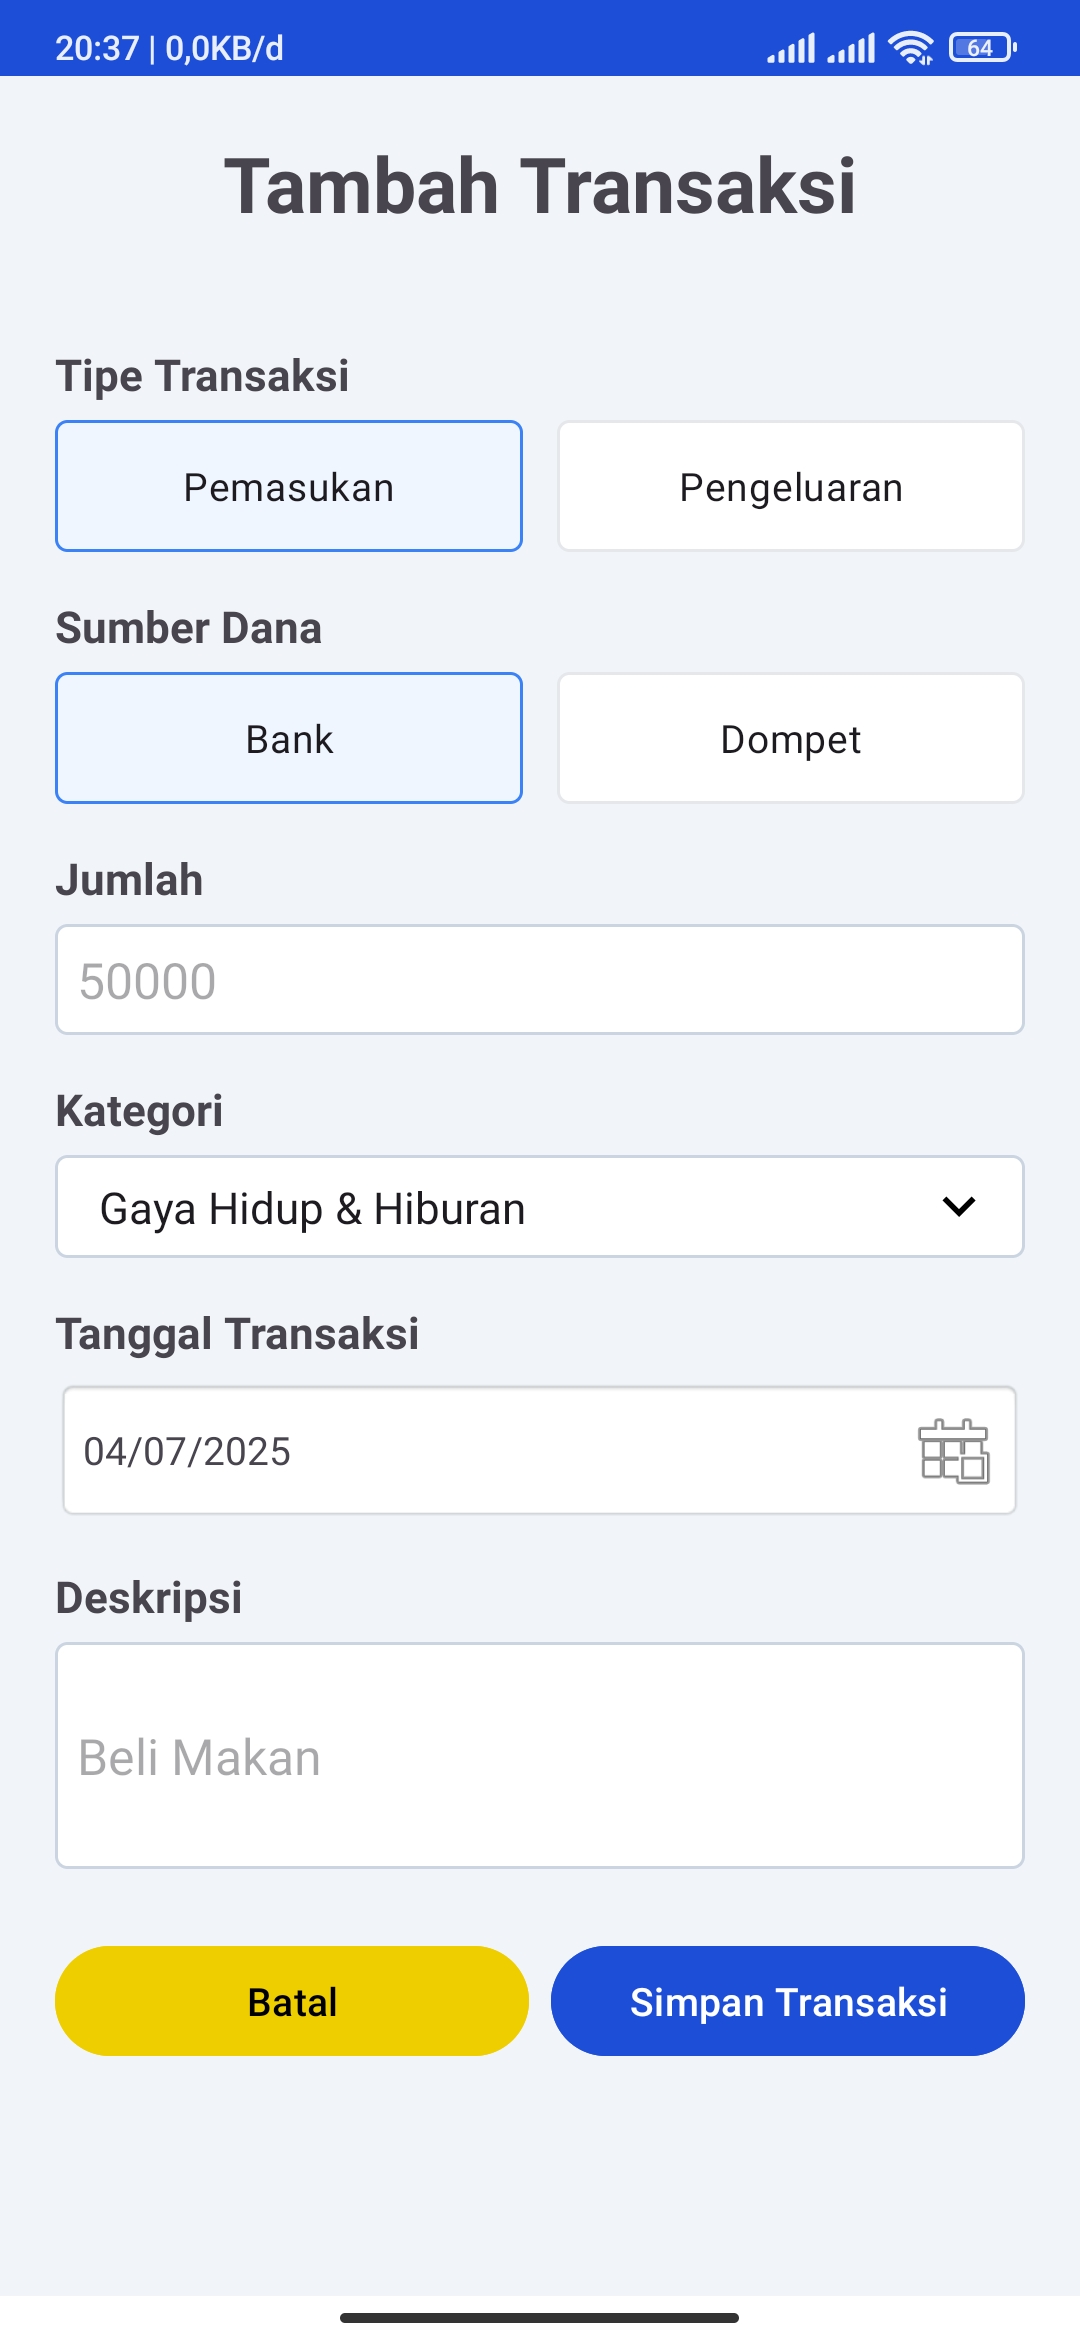 20:37 | 0,0KB/d 64
Tambah Transaksi
Tipe Transaksi
Pemasukan Pengeluaran
Sumber Dana
Bank Dompet
Jumlah
50000
Kategori
Gaya Hidup & Hiburan
Tanggal Transaksi
04/07/2025
Deskripsi
Beli Makan
Batal Simpan Transaksi